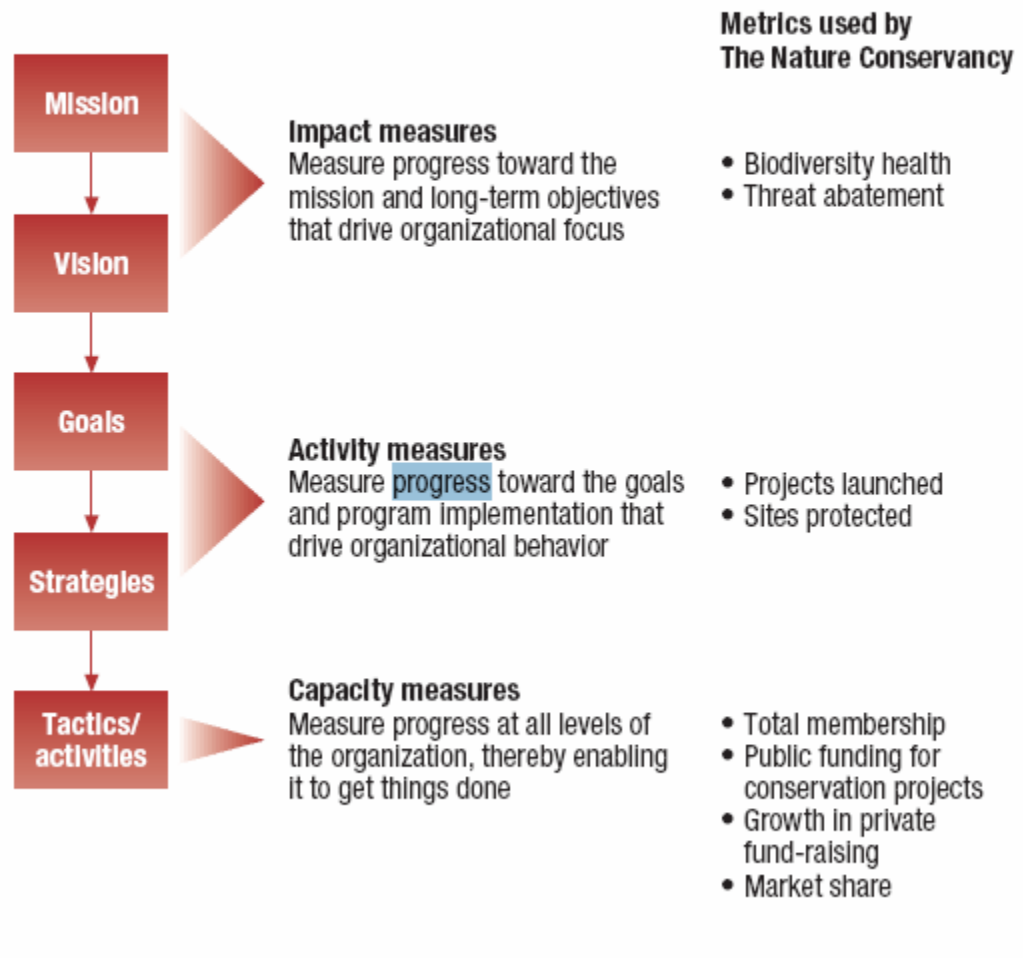 Metrics used by
The Nature Conservancy
Mission
Impact measures
Measure progress toward the
mission and long-term objectives
that drive organizational focus
• Biodiversity health
• Threat abatement
Vision
Goals
Activity measures
Measure progress toward the goals
and program implementation that
drive organizational behavior
• Projects launched
• Sites protected
Strategies
Tactics/
activities
Capacity measures
Measure progress at all levels of
the organization, thereby enabling
it to get things done
• Total membership
• Public funding for
conservation projects
• Growth in private
fund-raising
• Market share